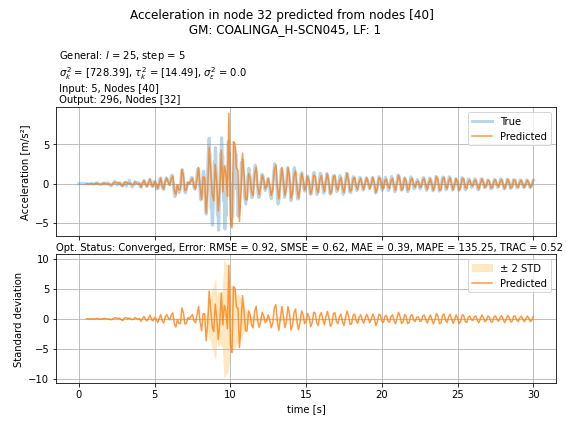 Acceleration in node 32 predicted from nodes [40]
GM: COALINGA_H-SCN045, LF: 1
General: l = 25, step = 5
σ²ₖ = [728.39], τ²ₖ = [14.49], σ²ε = 0.0
Input: 5, Nodes [40]
Output: 296, Nodes [32]
True
Predicted
Acceleration [m/s²]
5
0
−5
Opt. Status: Converged, Error: RMSE = 0.92, SMSE = 0.62, MAE = 0.39, MAPE = 135.25, TRAC = 0.52
± 2 STD
Predicted
Standard deviation
10
5
0
−5
−10
0 5 10 15 20 25 30
time [s]